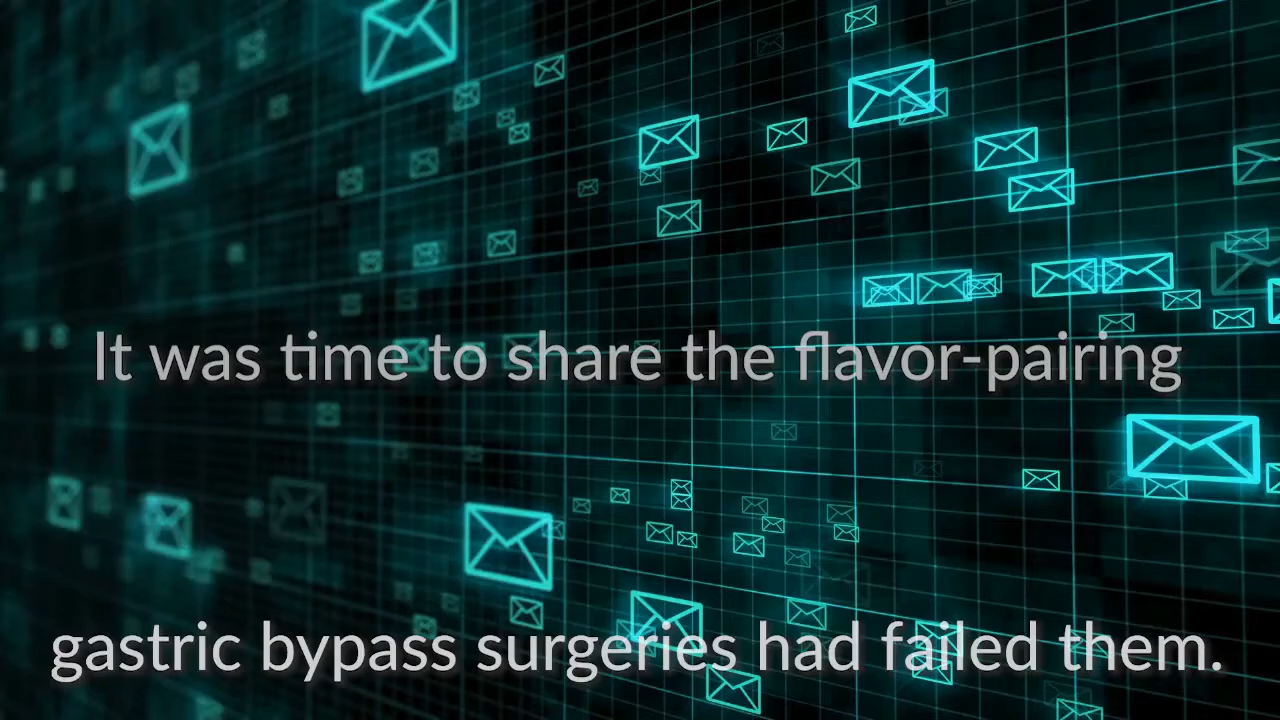 It was time to share the flavor-pairing
gastric bypass surgeries had failed them.